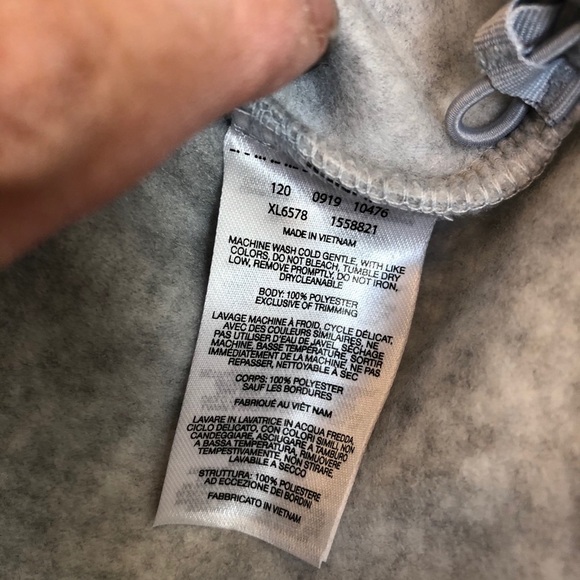 120 0919 10476
XL6578 1558821
MADE IN VIETNAM
MACHINE WASH COLD GENTLE, WITH LIKE
COLORS, DO NOT BLEACH, TUMBLE DRY
LOW, REMOVE PROMPTLY, DO NOT IRON,
DRYCLEANABLE
BODY: 100% POLYESTER
EXCLUSIVE OF TRIMMING
LAVAGE MACHINE À FROID, CYCLE DÉLICAT,
AVEC DES COULEURS SIMILAIRES, NE
PAS UTILISER D'EAU DE JAVEL, SÉCHAGE
MACHINE, BASSE TEMPÉRATURE, SORTIR
IMMÉDIATEMENT DE LA MACHINE, NE PAS
REPASSER, NETTOYABLE À SEC
CORPS: 100% POLYESTER
SAUF LES BORDURES
FABRIQUÉ AU VIÊT NAM
LAVARE IN LAVATRICE IN ACQUA FREDDA,
CICLO DELICATO, CON COLORI SIMILI, NON
CANDEGGIARE, ASCIUGARE A TAMBURO
A BASSA TEMPERATURA, RIMUOVERE
TEMPESTIVAMENTE, NON STIRARE,
LAVABILE A SECCO
STRUTTURA: 100% POLIESTERE
AD ECCEZIONE DEI BORDINI
FABBRICATO IN VIETNAM